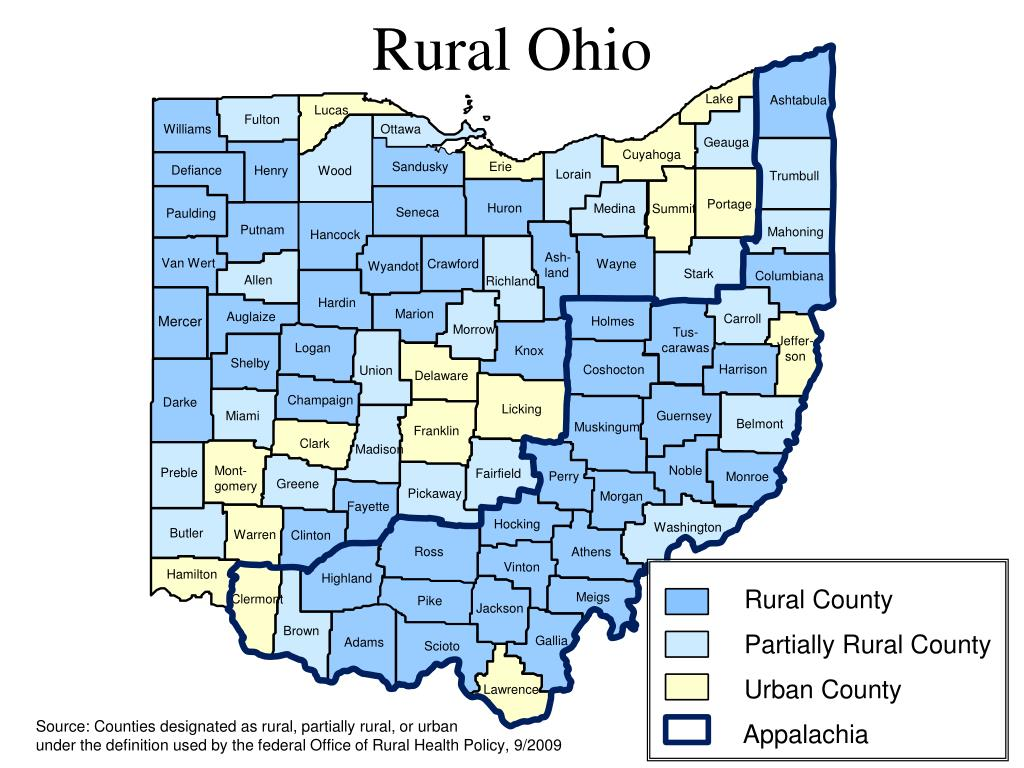 Rural Ohio
Ashtabula
Lake
Lucas
Fulton
Williams
Ottawa
Geauga
Cuyahoga
Erie
Sandusky
Wood
Henry
Defiance
Lorain
Trumbull
Portage
Summit
Medina
Huron
Seneca
Paulding
Putnam
Hancock
Mahoning
Van Wert
Wyandot
Crawford
Ash-
land
Wayne
Stark
Columbiana
Allen
Richland
Hardin
Mercer
Auglaize
Marion
Morrow
Holmes
Tus-
carawas
Carroll
Jeffer-
son
Knox
Logan
Shelby
Union
Delaware
Coshocton
Harrison
Darke
Champaign
Miami
Licking
Muskingum
Guernsey
Belmont
Franklin
Clark
Madison
Preble
Mont-
gomery
Greene
Fairfield
Perry
Noble
Monroe
Pickaway
Morgan
Fayette
Butler
Warren
Clinton
Hocking
Washington
Ross
Athens
Vinton
Hamilton
Highland
Clermont
Pike
Jackson
Meigs
Brown
Adams
Scioto
Gallia
Lawrence
Rural County
Partially Rural County
Urban County
Appalachia
Source: Counties designated as rural, partially rural, or urban
under the definition used by the federal Office of Rural Health Policy, 9/2009